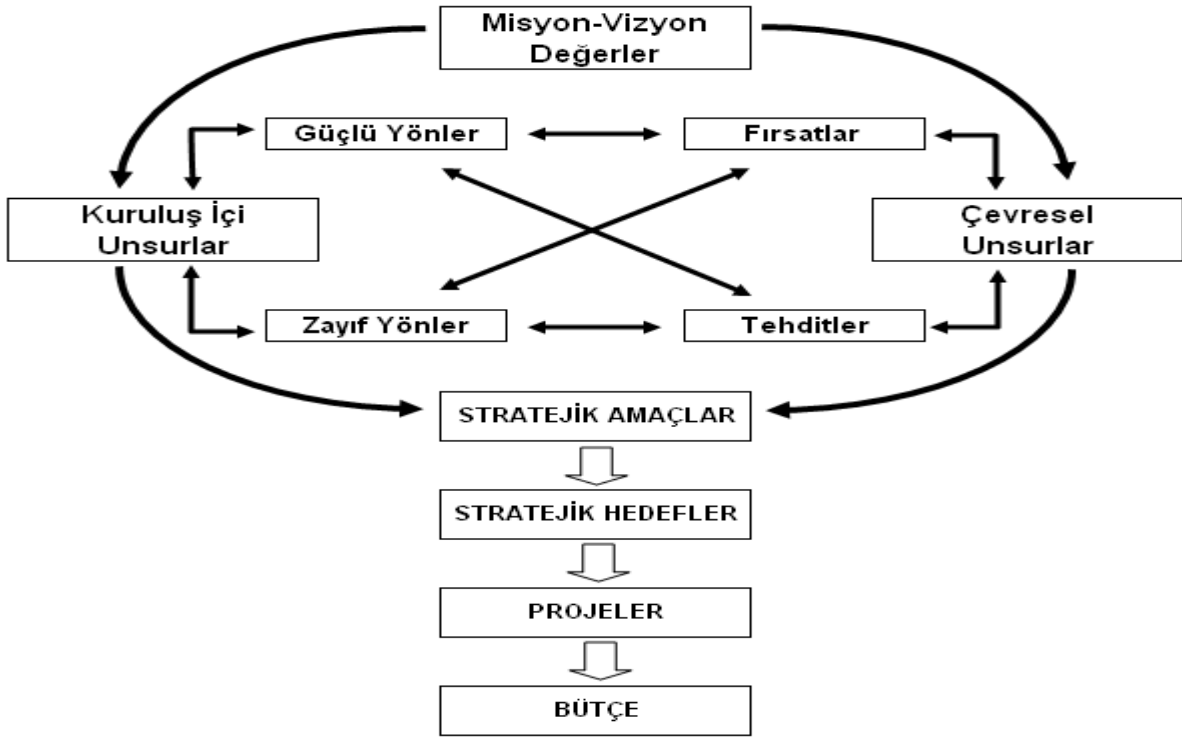 Misyon-Vizyon
Değerler
Güçlü Yönler
Fırsatlar
Kuruluş İçi
Unsurlar
Çevresel
Unsurlar
Zayıf Yönler
Tehditler
STRATEJİK AMAÇLAR
STRATEJİK HEDEFLER
PROJELER
BÜTÇE